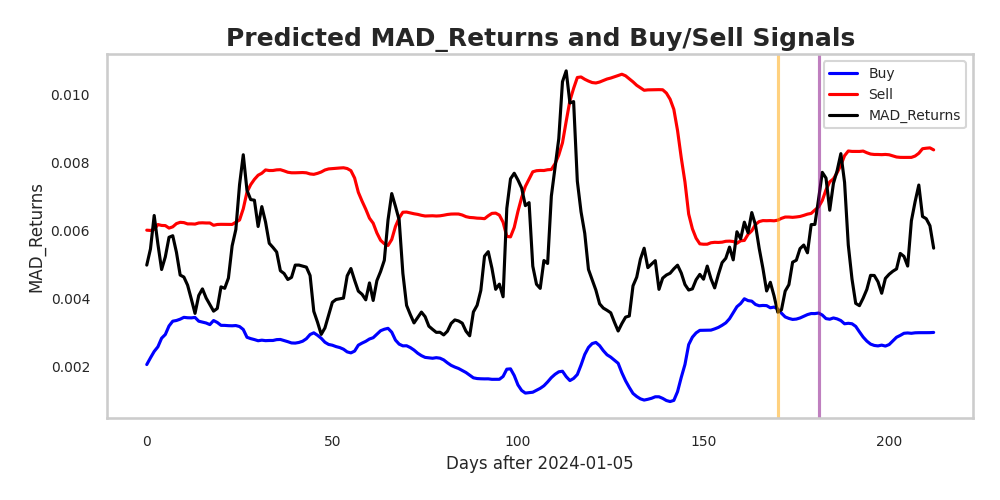 Predicted MAD_Returns and Buy/Sell Signals
Buy
Sell
MAD_Returns
0.010
0.008
0.006
0.004
0.002
MAD_Returns
0
50
100
150
200
Days after 2024-01-05